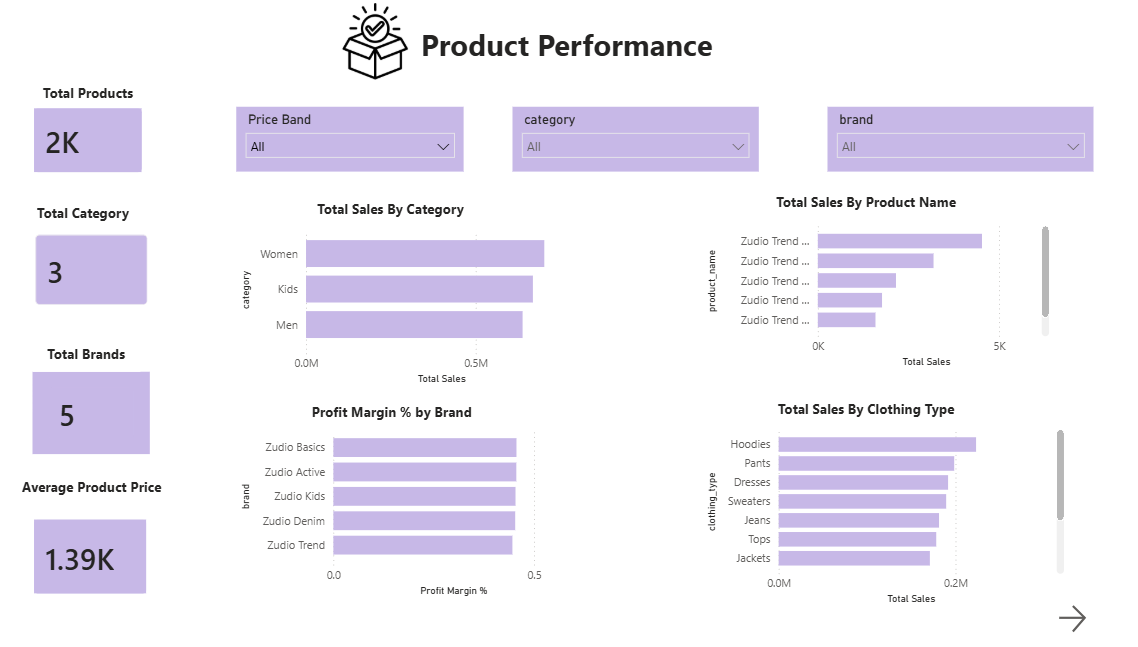 Product Performance
Total Products
2K
Price Band
All
category
All
brand
All
Total Category
3
Total Brands
5
Average Product Price
1.39K
Total Sales By Category
category
Women
Kids
Men
0.0M
0.5M
Total Sales
Total Sales By Product Name
product_name
Zudio Trend ...
Zudio Trend ...
Zudio Trend ...
Zudio Trend ...
Zudio Trend ...
0K
5K
Total Sales
Profit Margin % by Brand
brand
Zudio Basics
Zudio Active
Zudio Kids
Zudio Denim
Zudio Trend
0.0
0.5
Profit Margin %
Total Sales By Clothing Type
clothing_type
Hoodies
Pants
Dresses
Sweaters
Jeans
Tops
Jackets
0.0M
0.2M
Total Sales